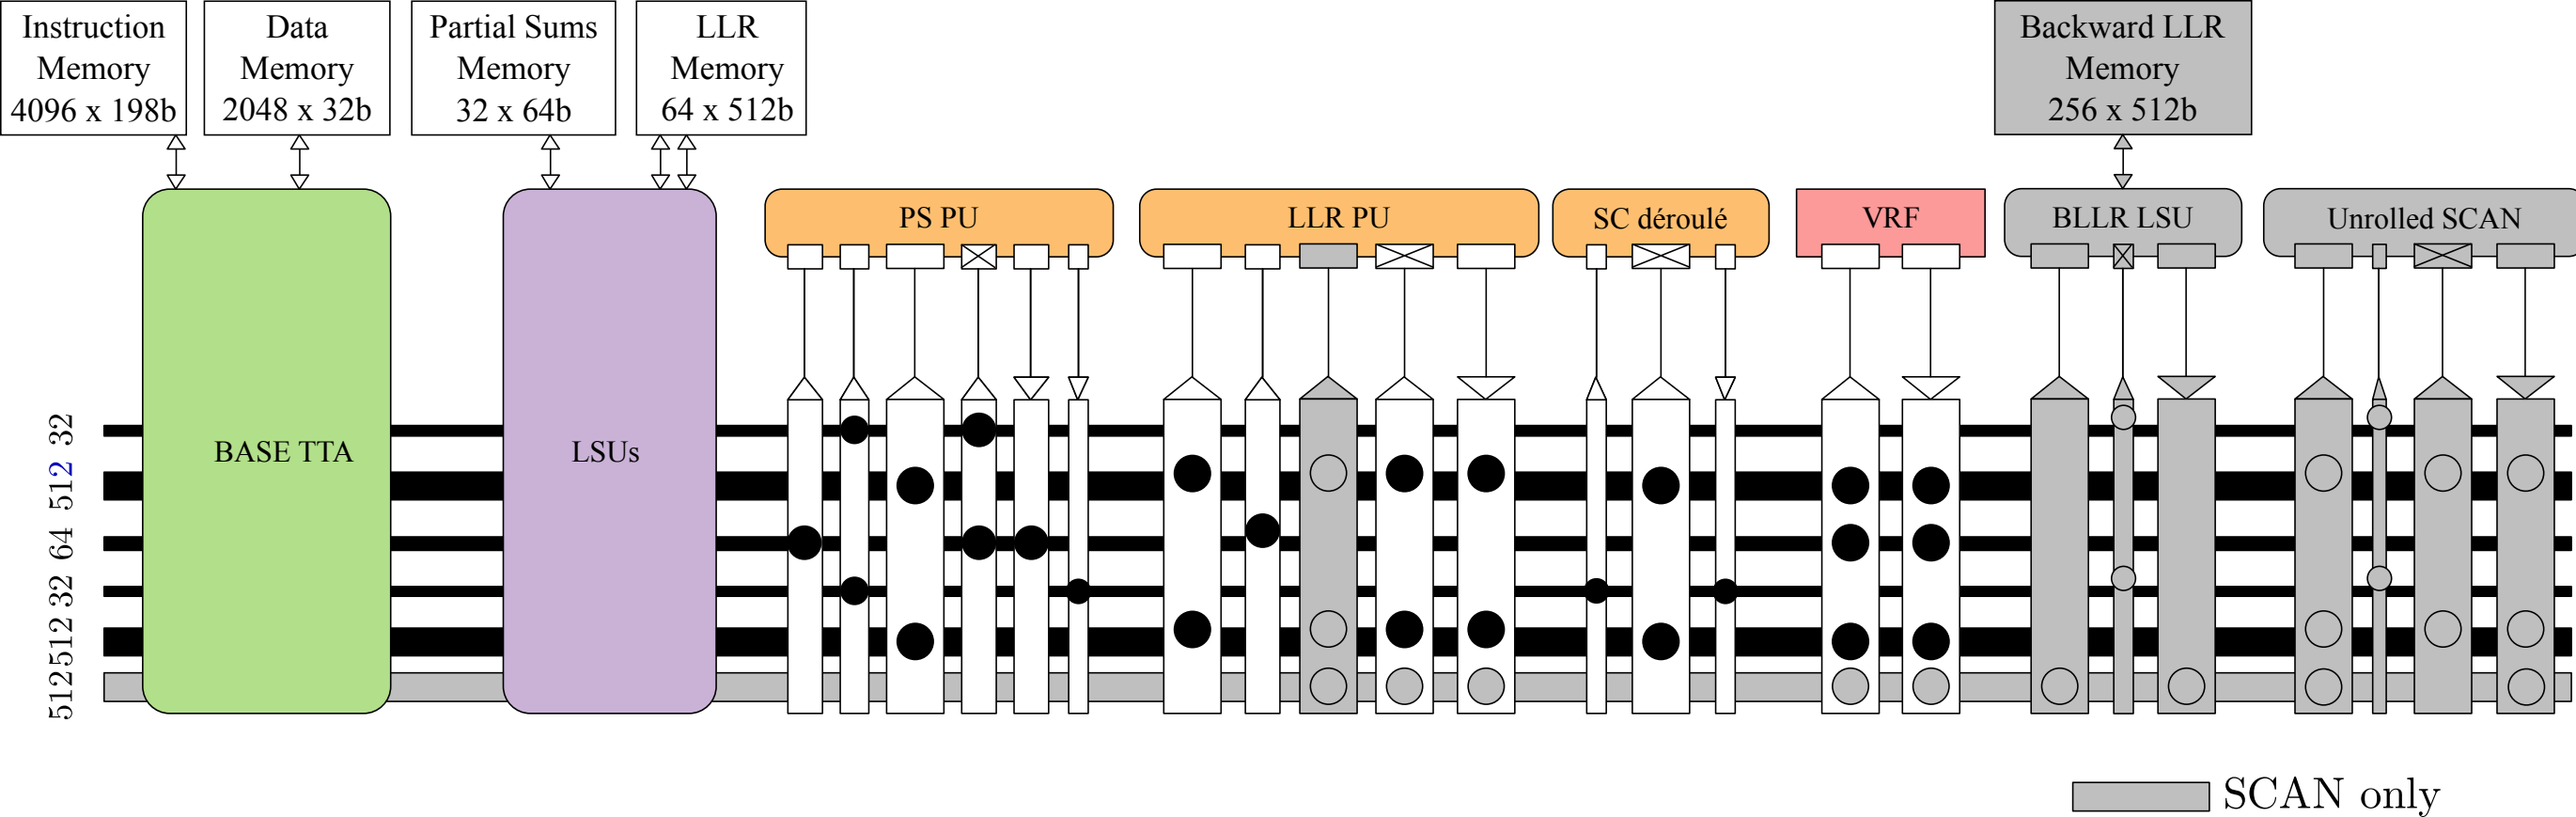 Instruction
Memory
4096 x 198b
Data
Memory
2048 x 32b
Partial Sums
Memory
32 x 64b
LLR
Memory
64 x 512b
Backward LLR
Memory
256 x 512b
PS PU
LLR PU
SC déroulé
VRF
BLLR LSU
Unrolled SCAN
BASE TTA
LSUs
32
512
64
32
512
512
SCAN only